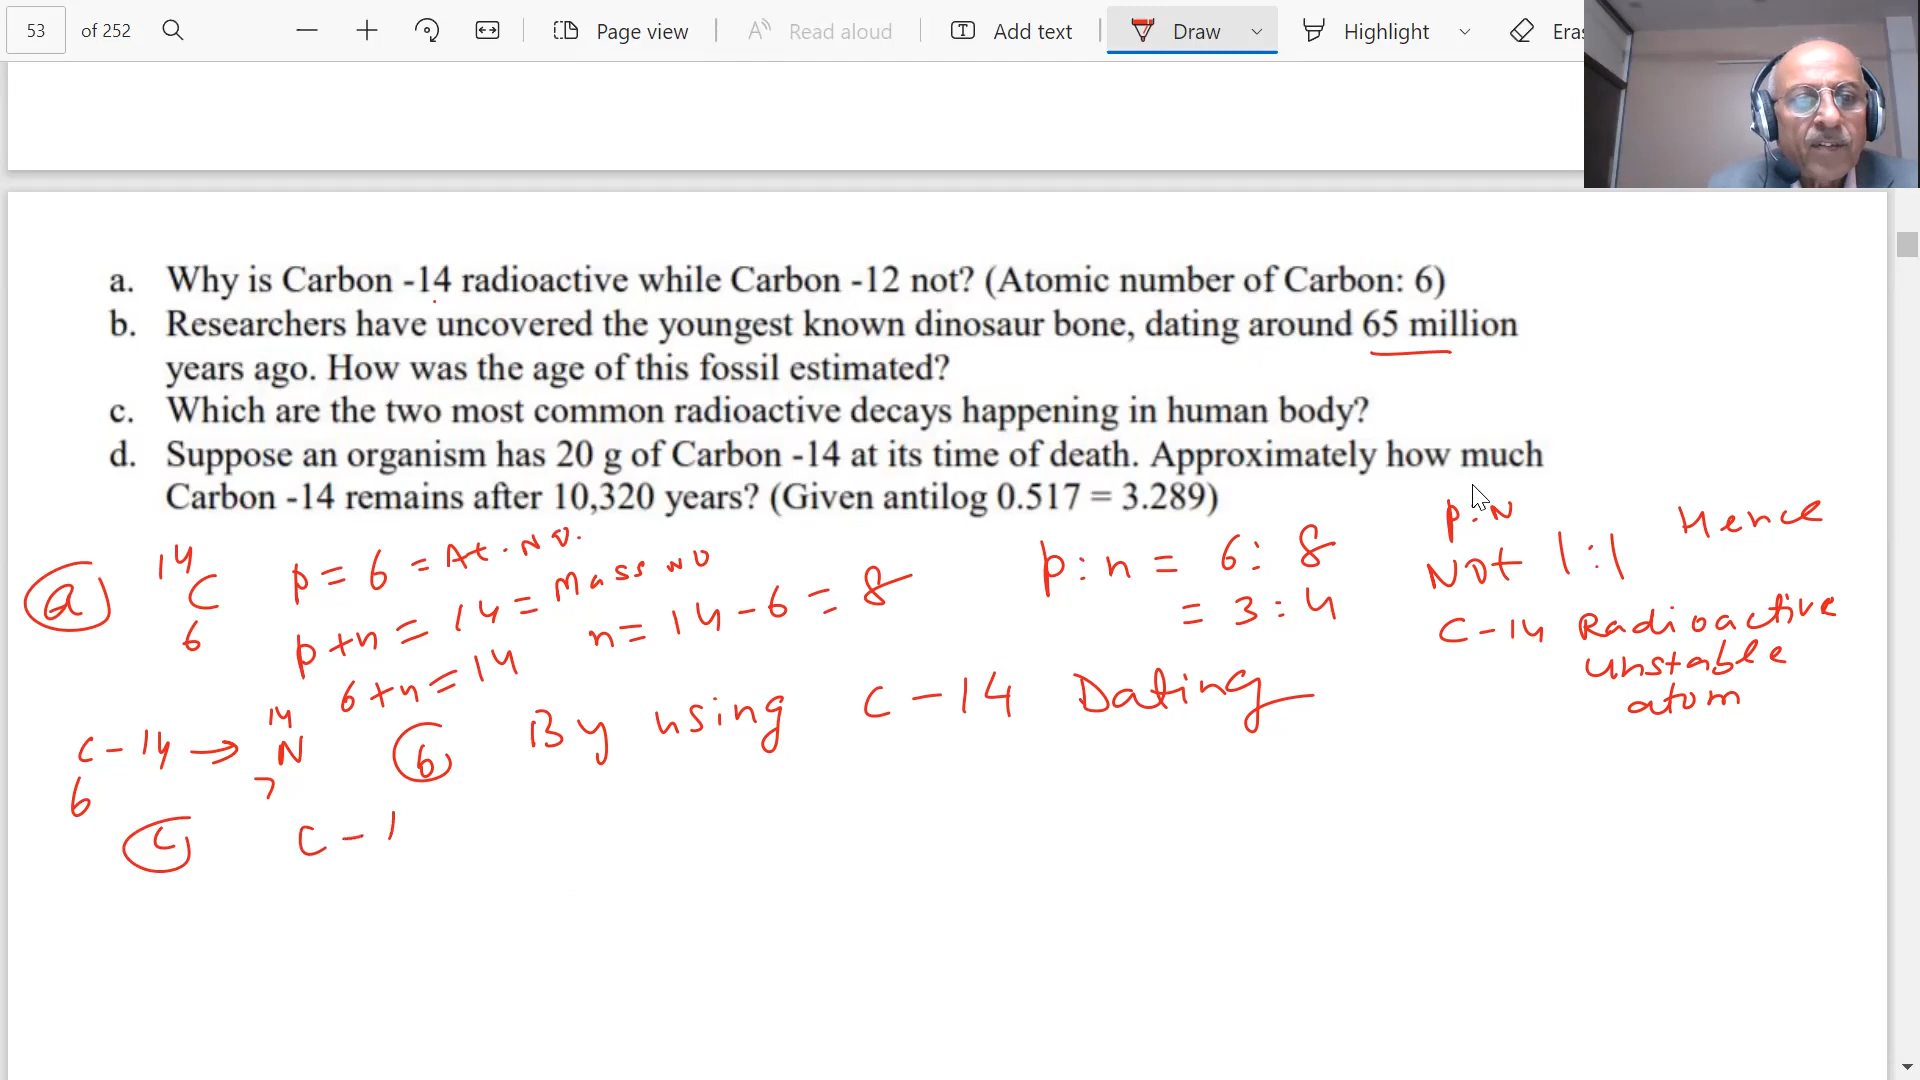 53 of 252 Page view Read aloud Add text Draw Highlight Eras
a. Why is Carbon -14 radioactive while Carbon -12 not? (Atomic number of Carbon: 6)
b. Researchers have uncovered the youngest known dinosaur bone, dating around 65 million
years ago. How was the age of this fossil estimated?
c. Which are the two most common radioactive decays happening in human body?
d. Suppose an organism has 20 g of Carbon -14 at its time of death. Approximately how much
Carbon -14 remains after 10,320 years? (Given antilog 0.517 = 3.289)
a 14 C 6
p = 6 = At. No.
p+n = 14 = Mass no
6+n = 14
n = 14 - 6 = 8
p : n = 6 : 8
= 3 : 4
p : N
Not 1:1 Hence
C-14 Radioactive
unstable
atom
C-14 → 14 N
6 7
b By using C-14 Dating
C C - 1